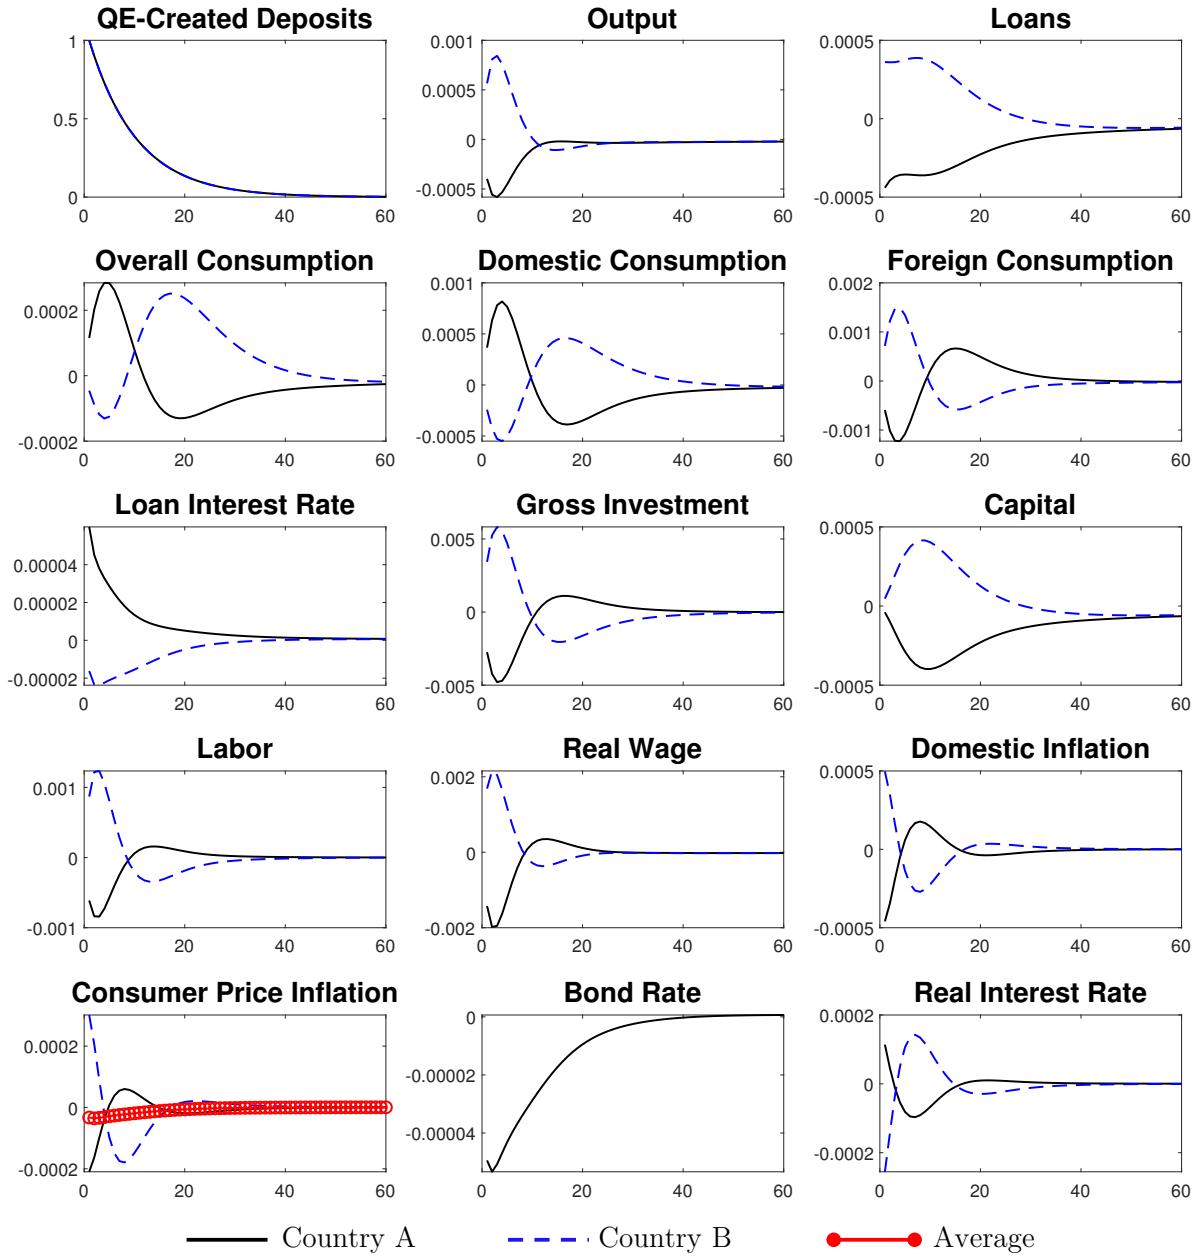 QE-Created Deposits Output Loans
1 0.001 0.0005
0.5 0.0005 0
0 0 -0.0005
-0.0005
0 20 40 60 0 20 40 60 0 20 40 60
Overall Consumption Domestic Consumption Foreign Consumption
0.0002 0.001 0.002
0 0.0005 0.001
-0.0002 0 0
-0.0005 -0.001
0 20 40 60 0 20 40 60 0 20 40 60
Loan Interest Rate Gross Investment Capital
0.00004 0.005 0.0005
0.00002 0 0
0 -0.005 -0.0005
-0.00002
0 20 40 60 0 20 40 60 0 20 40 60
Labor Real Wage Domestic Inflation
0.001 0.002 0.0005
0 0 0
-0.001 -0.002 -0.0005
0 20 40 60 0 20 40 60 0 20 40 60
Consumer Price Inflation Bond Rate Real Interest Rate
0.0002 0 0.0002
0 -0.00002 0
-0.0002 -0.00004 -0.0002
0 20 40 60 0 20 40 60 0 20 40 60
Country A Country B Average